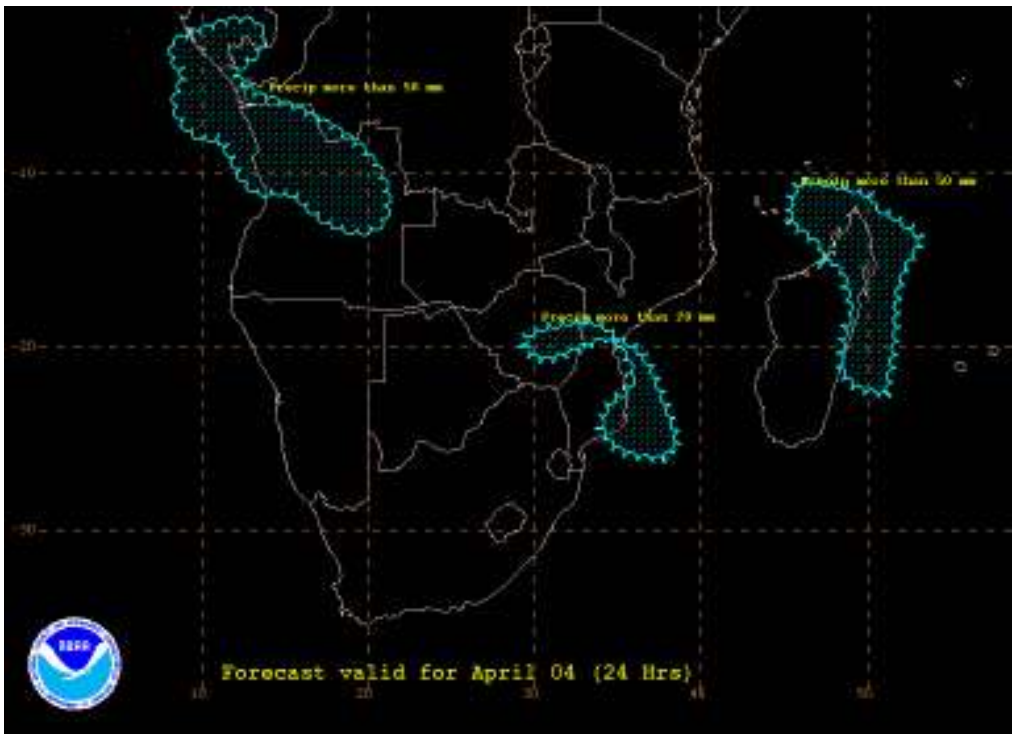 Precip more than 50 mm
-10
Precip more than 50 mm
Precip more than 20 mm
-20
-30
NOAA
Forecast valid for April 04 (24 Hrs)
10 20 30 40 50